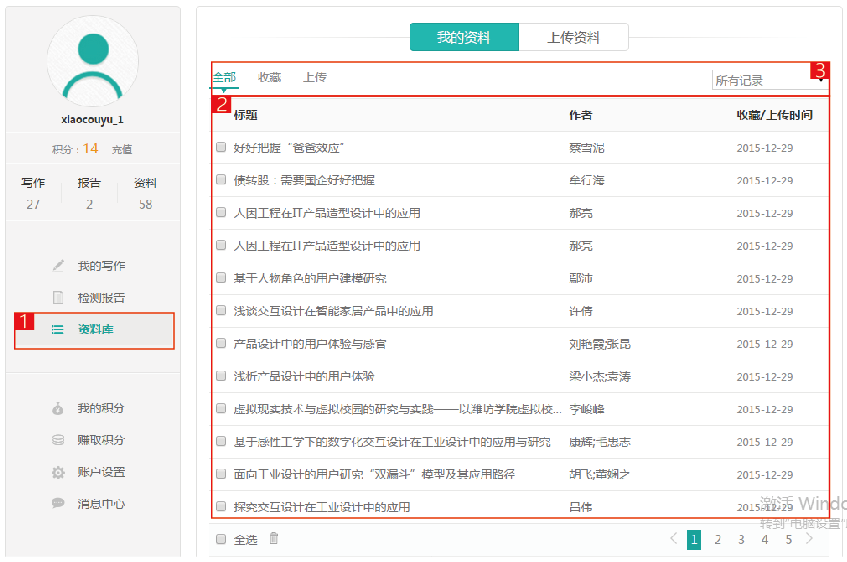 xiaocouyu_1
积分：14 充值
写作 报告 资料
27 2 58
我的写作
检测报告
1
资料库
我的积分
赚取积分
账户设置
消息中心
我的资料 上传资料
3
全部 收藏 上传 所有记录
2
标题 作者 收藏/上传时间
好好把握“爸爸效应” 蔡雪泥 2015-12-29
债转股：需要国企好好把握 牟行海 2015-12-29
人因工程在IT产品造型设计中的应用 郝亮 2015-12-29
人因工程在IT产品造型设计中的应用 郝亮 2015-12-29
基于人物角色的用户建模研究 鄢沛 2015-12-29
浅谈交互设计在智能家居产品中的应用 许倩 2015-12-29
产品设计中的用户体验与感官 刘艳霞;张昆 2015-12-29
浅析产品设计中的用户体验 梁小杰;袁涛 2015-12-29
虚拟现实技术与虚拟校园的研究与实践——以潍坊学院虚拟校... 李峻峰 2015-12-29
基于感性工学下的数字化交互设计在工业设计中的应用与研究 康辉;毛忠志 2015-12-29
面向工业设计的用户研究“双漏斗”模型及其应用路径 胡飞;黄娴之 2015-12-29
探究交互设计在工业设计中的应用 吕伟 2015-12-29
激活 Windo
转到"电脑设置"
全选 1 2 3 4 5